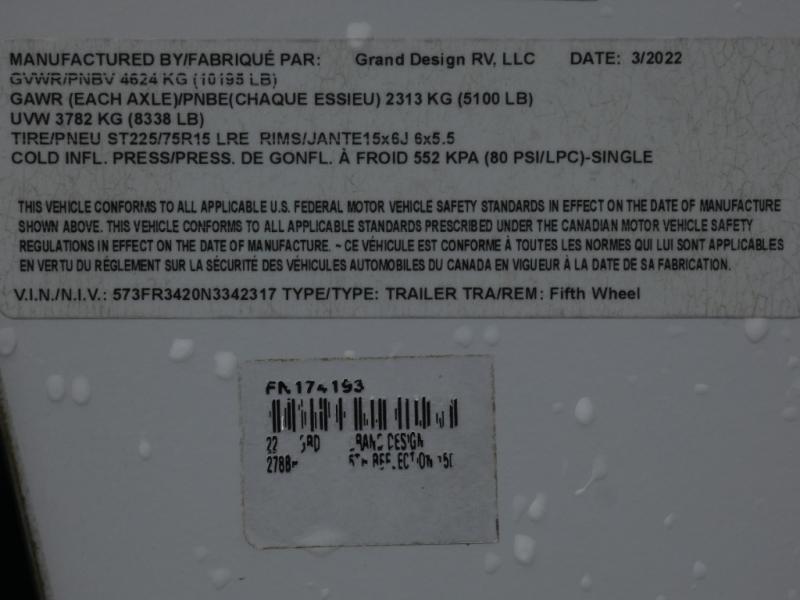 MANUFACTURED BY/FABRIQUÉ PAR: Grand Design RV, LLC DATE: 3/2022
GVWR/PNBV 4624 KG (10195 LB)
GAWR (EACH AXLE)/PNBE(CHAQUE ESSIEU) 2313 KG (5100 LB)
UVW 3782 KG (8338 LB)
TIRE/PNEU ST225/75R15 LRE RIMS/JANTE15x6J 6x5.5
COLD INFL. PRESS/PRESS. DE GONFL. À FROID 552 KPA (80 PSI/LPC)-SINGLE
THIS VEHICLE CONFORMS TO ALL APPLICABLE U.S. FEDERAL MOTOR VEHICLE SAFETY STANDARDS IN EFFECT ON THE DATE OF MANUFACTURE
SHOWN ABOVE. THIS VEHICLE CONFORMS TO ALL APPLICABLE STANDARDS PRESCRIBED UNDER THE CANADIAN MOTOR VEHICLE SAFETY
REGULATIONS IN EFFECT ON THE DATE OF MANUFACTURE. ~ CE VÉHICULE EST CONFORME À TOUTES LES NORMES QUI LUI SONT APPLICABLES
EN VERTU DU RÉGLEMENT SUR LA SÉCURITÉ DES VÉHICULES AUTOMOBILES DU CANADA EN VIGUEUR À LA DATE DE SA FABRICATION.
V.I.N./N.I.V.: 573FR3420N3342317 TYPE/TYPE: TRAILER TRA/REM: Fifth Wheel
22 GRAND DESIGN
REFLECTION